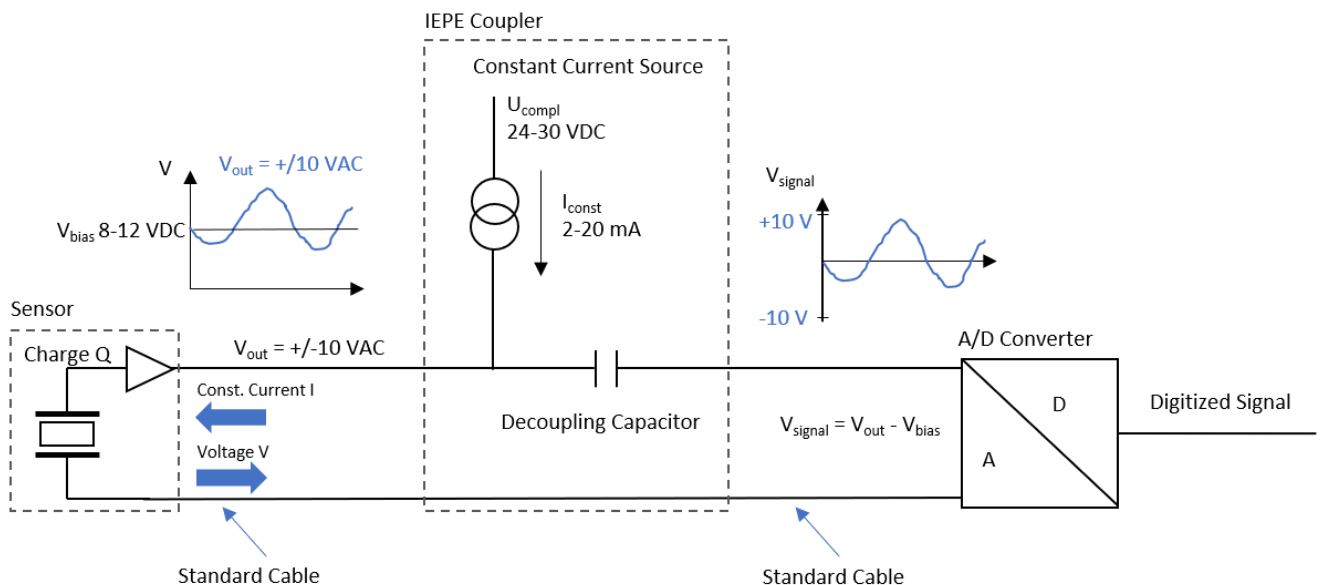 IEPE Coupler
Constant Current Source
Ucompl
24-30 VDC
V
Vout = +/10 VAC
Vbias 8-12 VDC
Iconst
2-20 mA
Vsignal
+10 V
-10 V
Sensor
Charge Q
Vout = +/-10 VAC
Const. Current I
Voltage V
Decoupling Capacitor
Vsignal = Vout - Vbias
A/D Converter
D
A
Digitized Signal
Standard Cable
Standard Cable